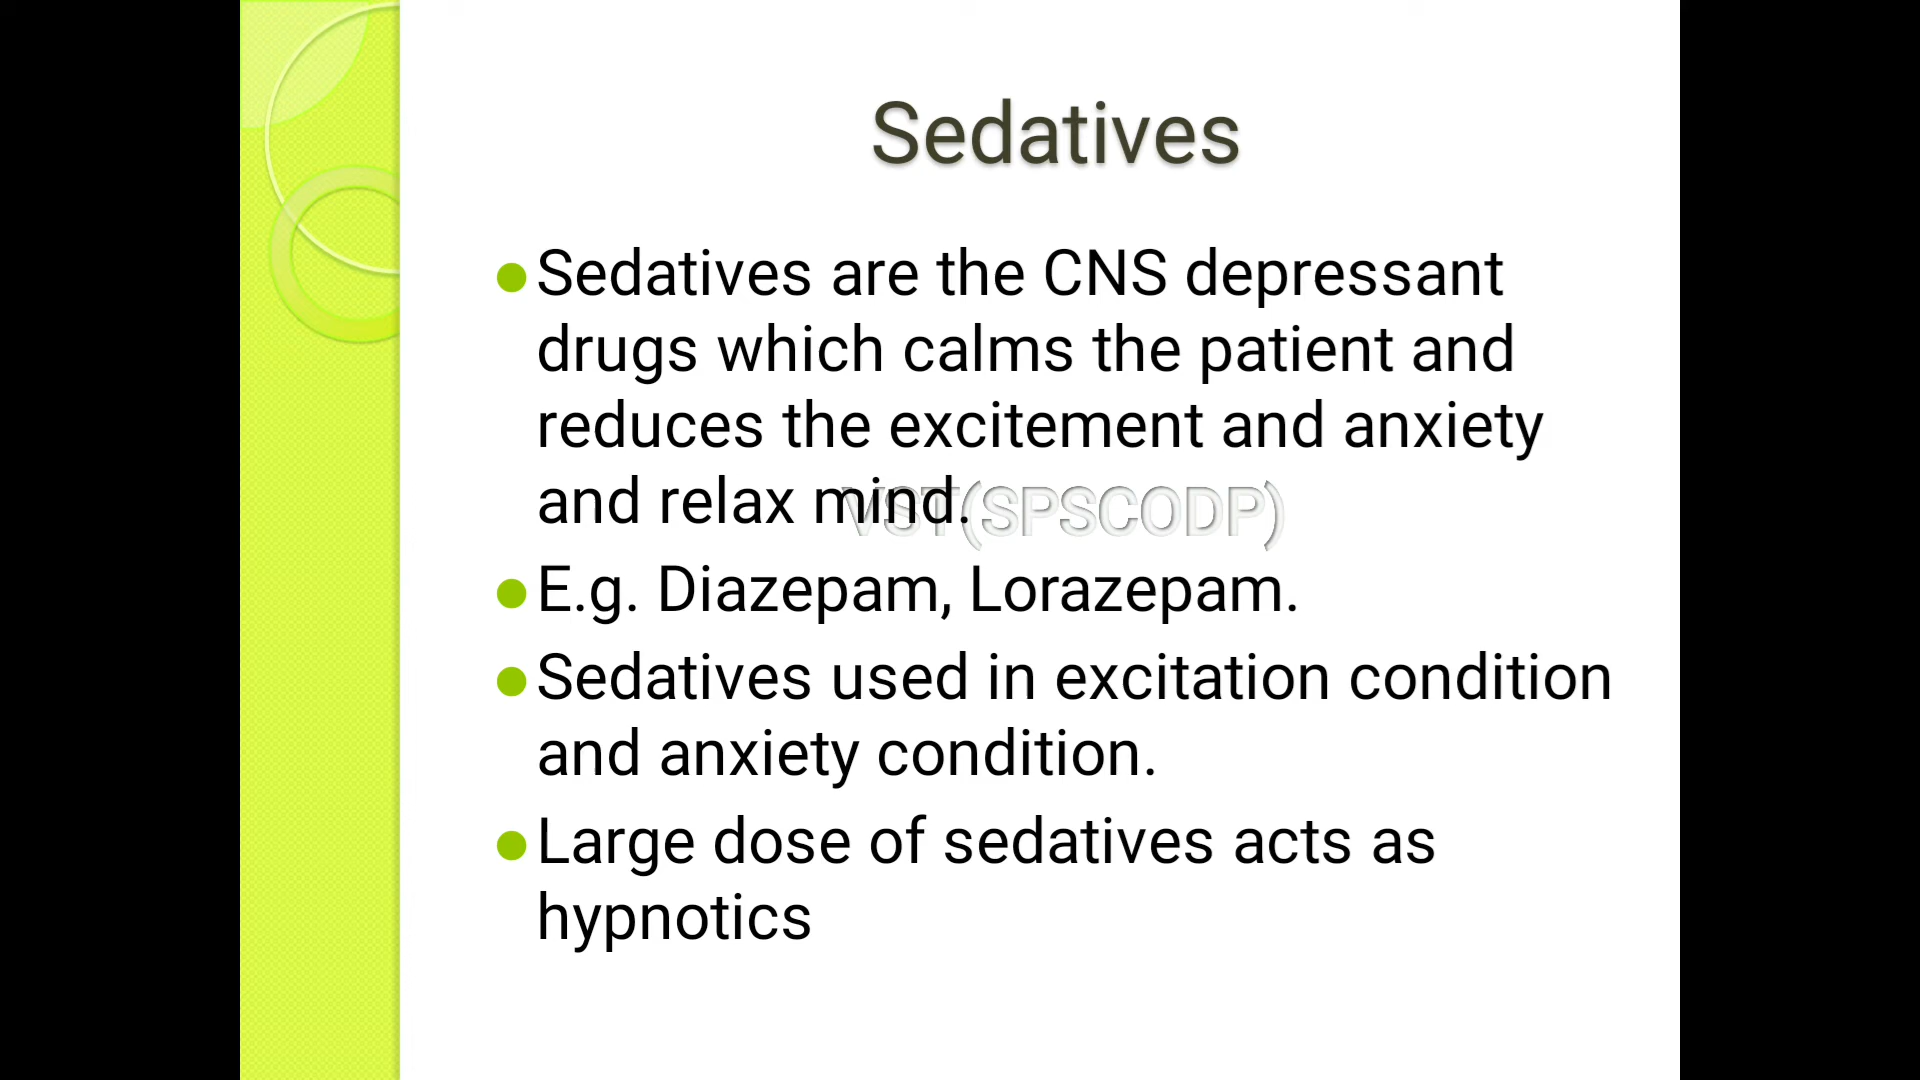 Sedatives
●Sedatives are the CNS depressant
drugs which calms the patient and
reduces the excitement and anxiety
and relax mind.
VST(SPSCODP)
●E.g. Diazepam, Lorazepam.
●Sedatives used in excitation condition
and anxiety condition.
●Large dose of sedatives acts as
hypnotics